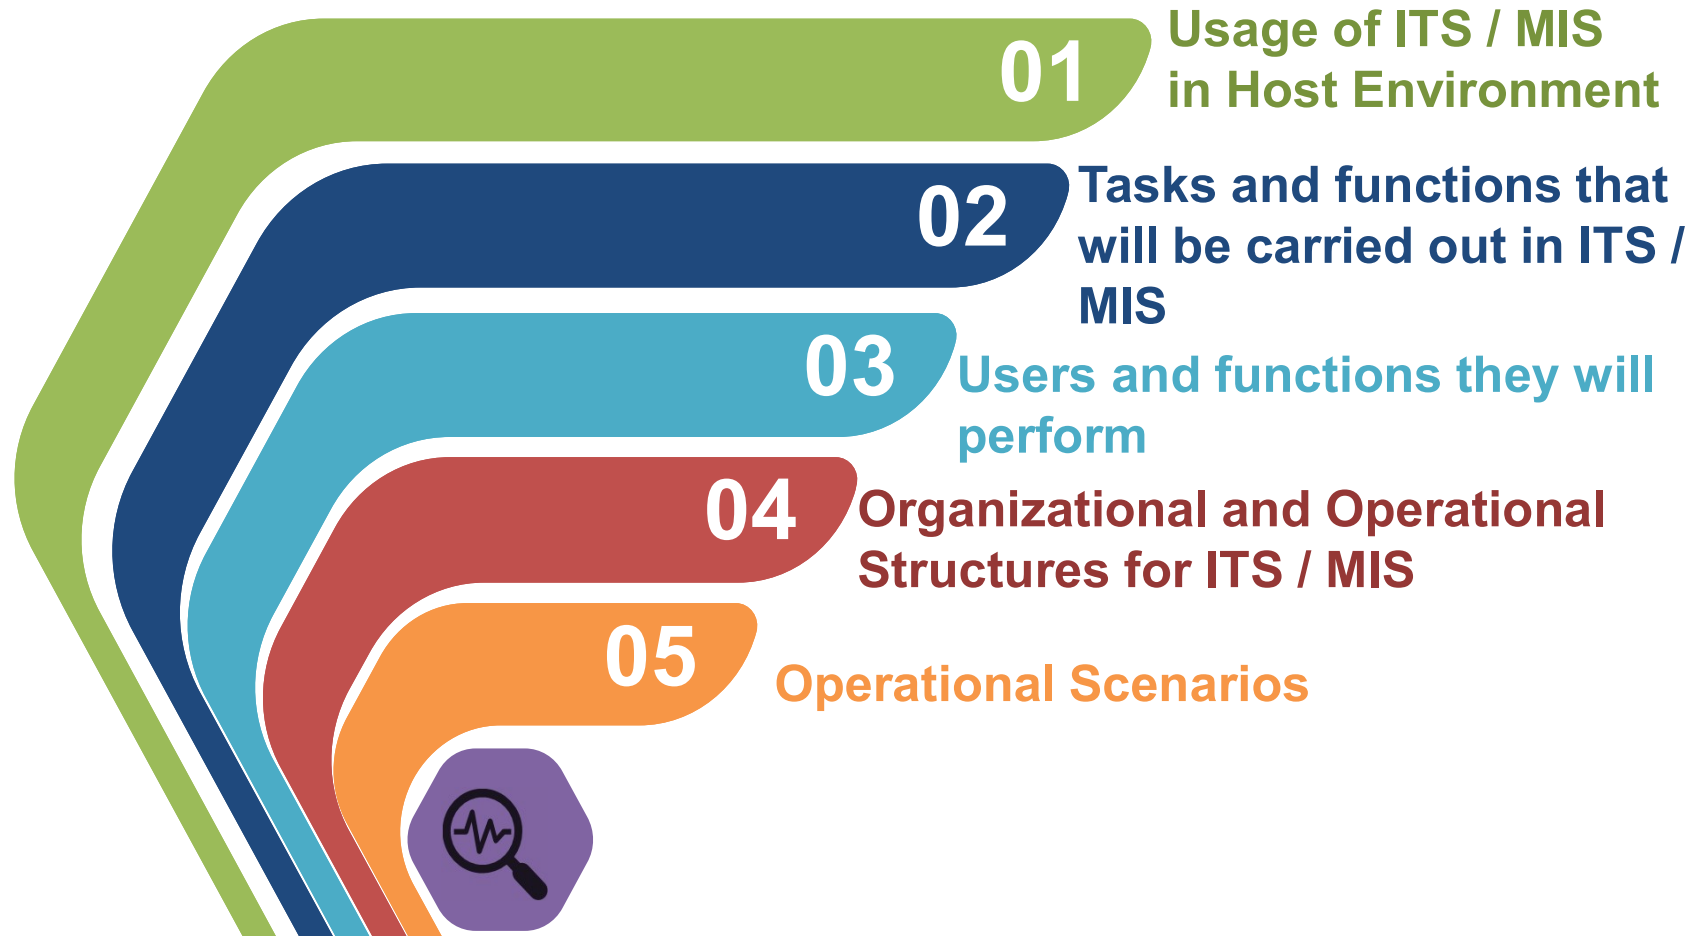 01
Usage of ITS / MIS
in Host Environment
02
Tasks and functions that
will be carried out in ITS /
MIS
03
Users and functions they will
perform
04
Organizational and Operational
Structures for ITS / MIS
05
Operational Scenarios